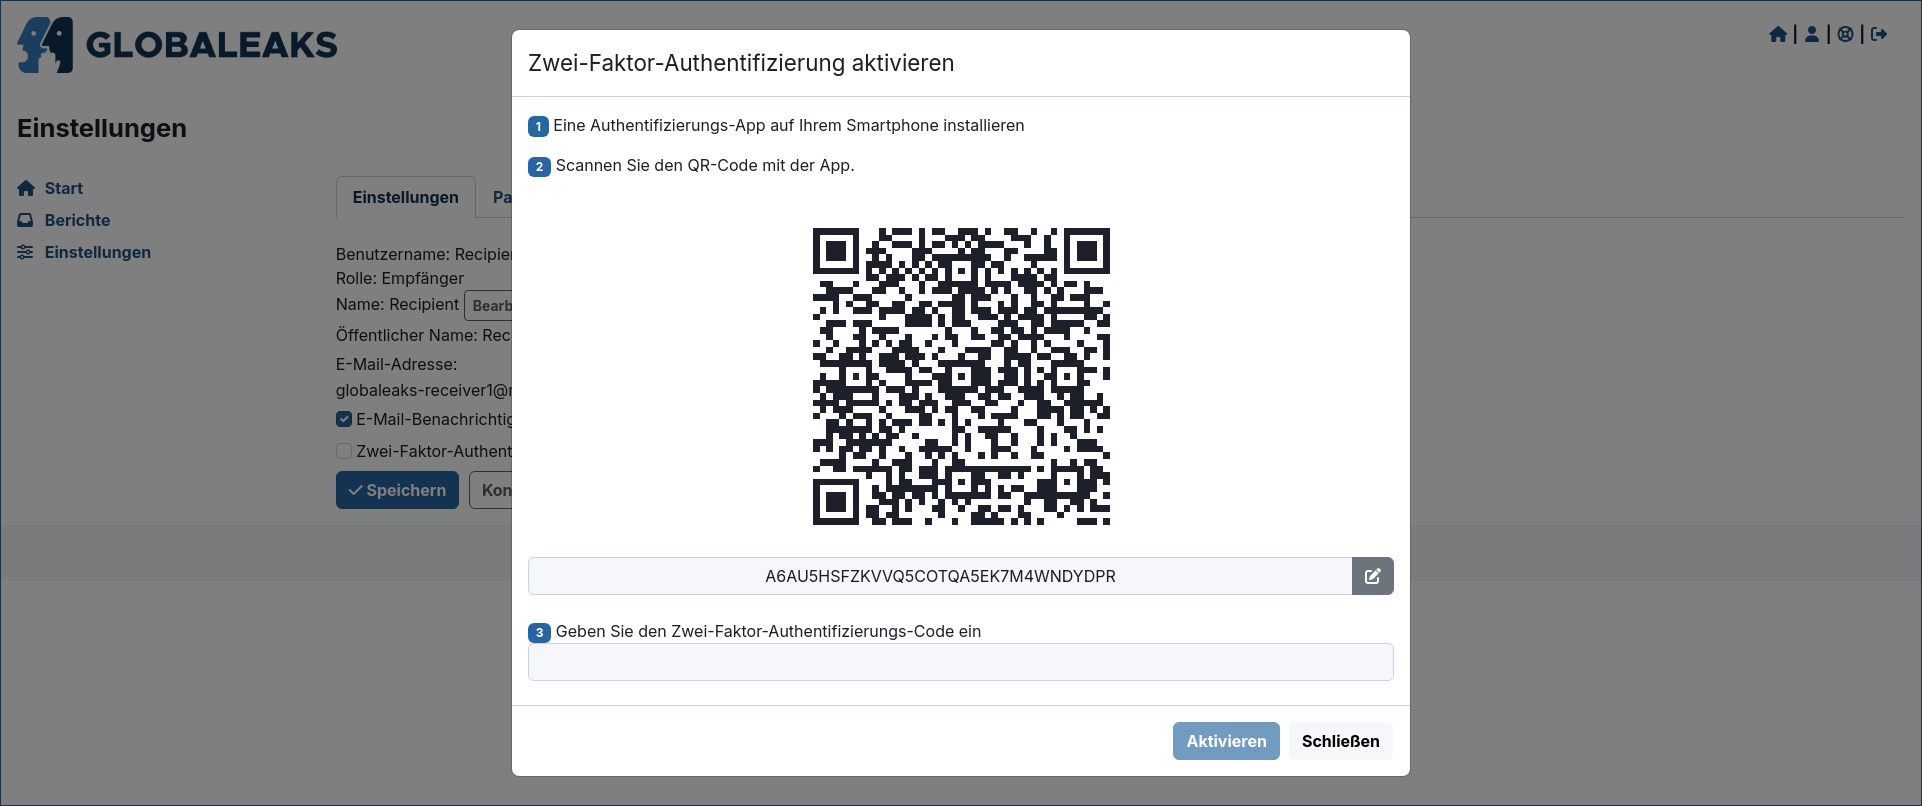 GLOBALEAKS
Einstellungen
Start
Berichte
Einstellungen
Einstellungen
Pa
Benutzername: Recipie
Rolle: Empfänger
Name: Recipient
Bearb
Öffentlicher Name: Rec
E-Mail-Adresse:
globaleaks-receiver1@
E-Mail-Benachrichtig
Zwei-Faktor-Authent
Speichern
Kon
Zwei-Faktor-Authentifizierung aktivieren
1 Eine Authentifizierungs-App auf Ihrem Smartphone installieren
2 Scannen Sie den QR-Code mit der App.
A6AU5HSFZKVVQ5COTQA5EK7M4WNDYDPR
3 Geben Sie den Zwei-Faktor-Authentifizierungs-Code ein
Aktivieren
Schließen